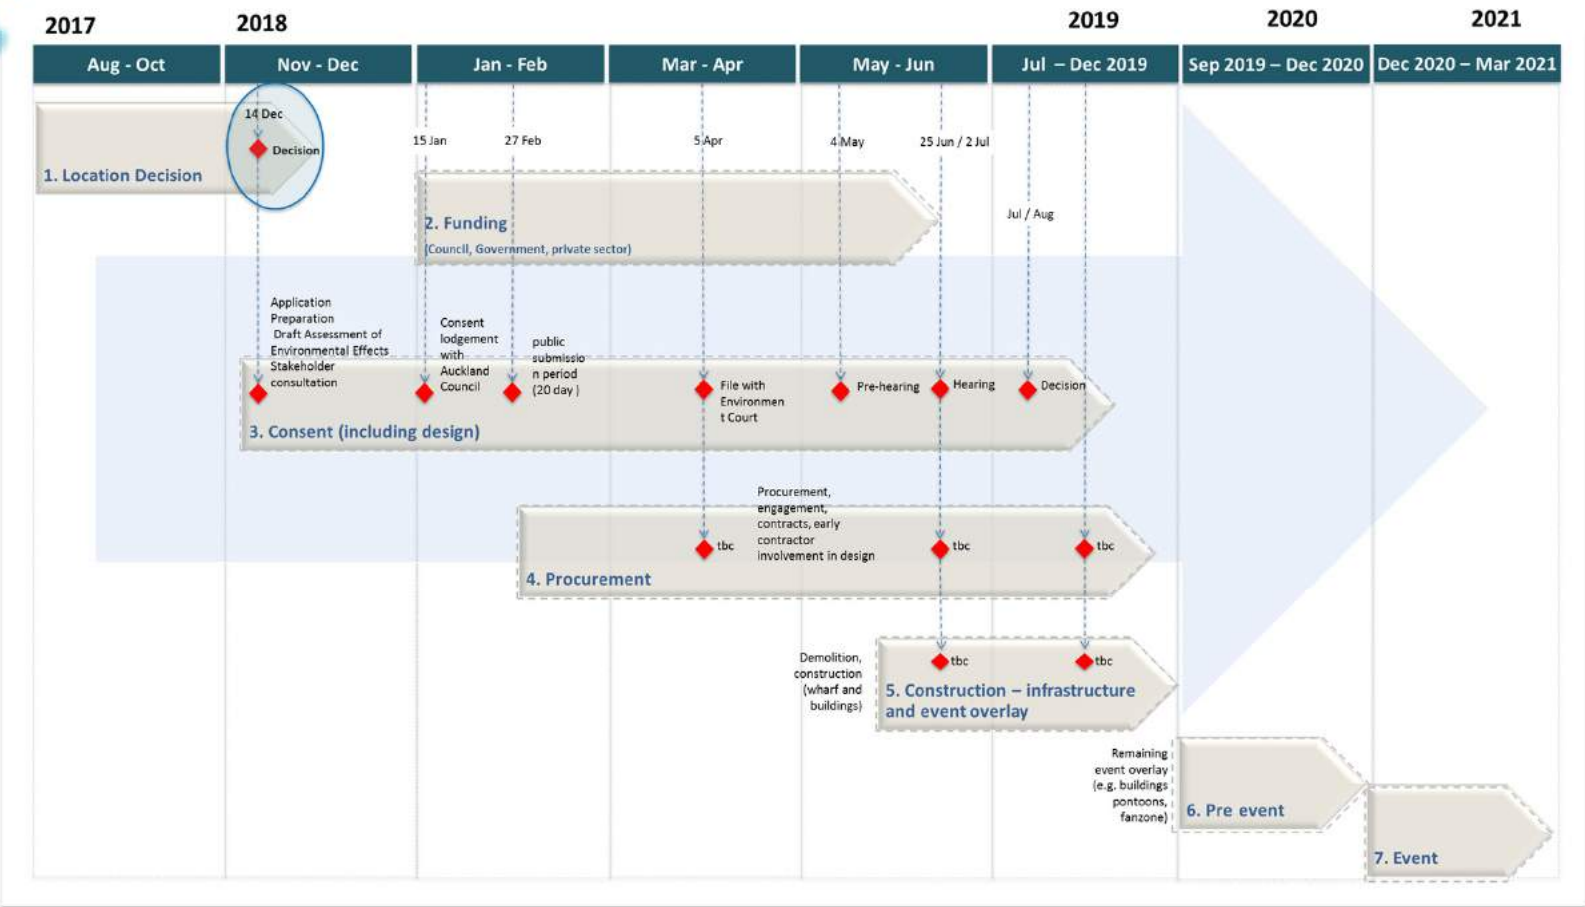 2017
2018
2019
2020
2021
Aug - Oct
Nov - Dec
Jan - Feb
Mar - Apr
May - Jun
Jul – Dec 2019
Sep 2019 – Dec 2020
Dec 2020 – Mar 2021
14 Dec
Decision
1. Location Decision
15 Jan
27 Feb
5 Apr
4 May
25 Jun / 2 Jul
Jul / Aug
2. Funding
(Council, Government, private sector)
Application
Preparation
Draft Assessment of
Environmental Effects
Stakeholder
consultation
Consent
lodgement
with
Auckland
Council
public
submissio
n period
(20 day )
File with
Environmen
t Court
Pre-hearing
Hearing
Decision
3. Consent (including design)
tbc
Procurement,
engagement,
contracts, early
contractor
involvement in design
tbc
tbc
4. Procurement
Demolition,
construction
(wharf and
buildings)
tbc
tbc
5. Construction – infrastructure
and event overlay
Remaining
event overlay
(e.g. buildings
pontoons,
fanzone)
6. Pre event
7. Event